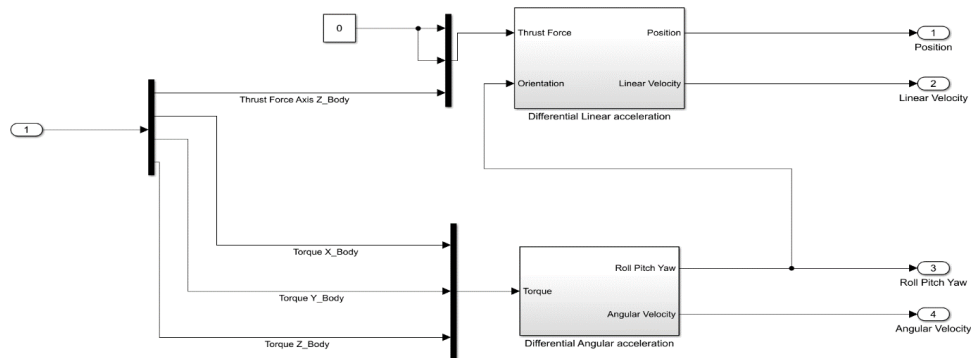 0
Thrust Force
Position
1
Position
Orientation
Linear Velocity
2
Linear Velocity
Thrust Force Axis Z_Body
Differential Linear acceleration
1
Torque X_Body
Roll Pitch Yaw
3
Roll Pitch Yaw
Torque
Torque Y_Body
Angular Velocity
4
Angular Velocity
Torque Z_Body
Differential Angular acceleration